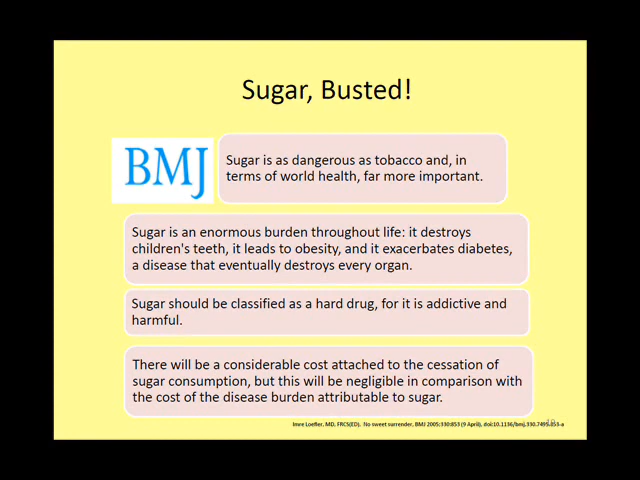 Sugar, Busted!
BMJ
Sugar is as dangerous as tobacco and, in
terms of world health, far more important.
Sugar is an enormous burden throughout life: it destroys
children's teeth, it leads to obesity, and it exacerbates diabetes,
a disease that eventually destroys every organ.
Sugar should be classified as a hard drug, for it is addictive and
harmful.
There will be a considerable cost attached to the cessation of
sugar consumption, but this will be negligible in comparison with
the cost of the disease burden attributable to sugar.
Imre Loefler, MD, FRCS(ED), No sweet surrender, BMJ 2005;330:853 (9 April), doi:10.1136/bmj.330.7495.853-a